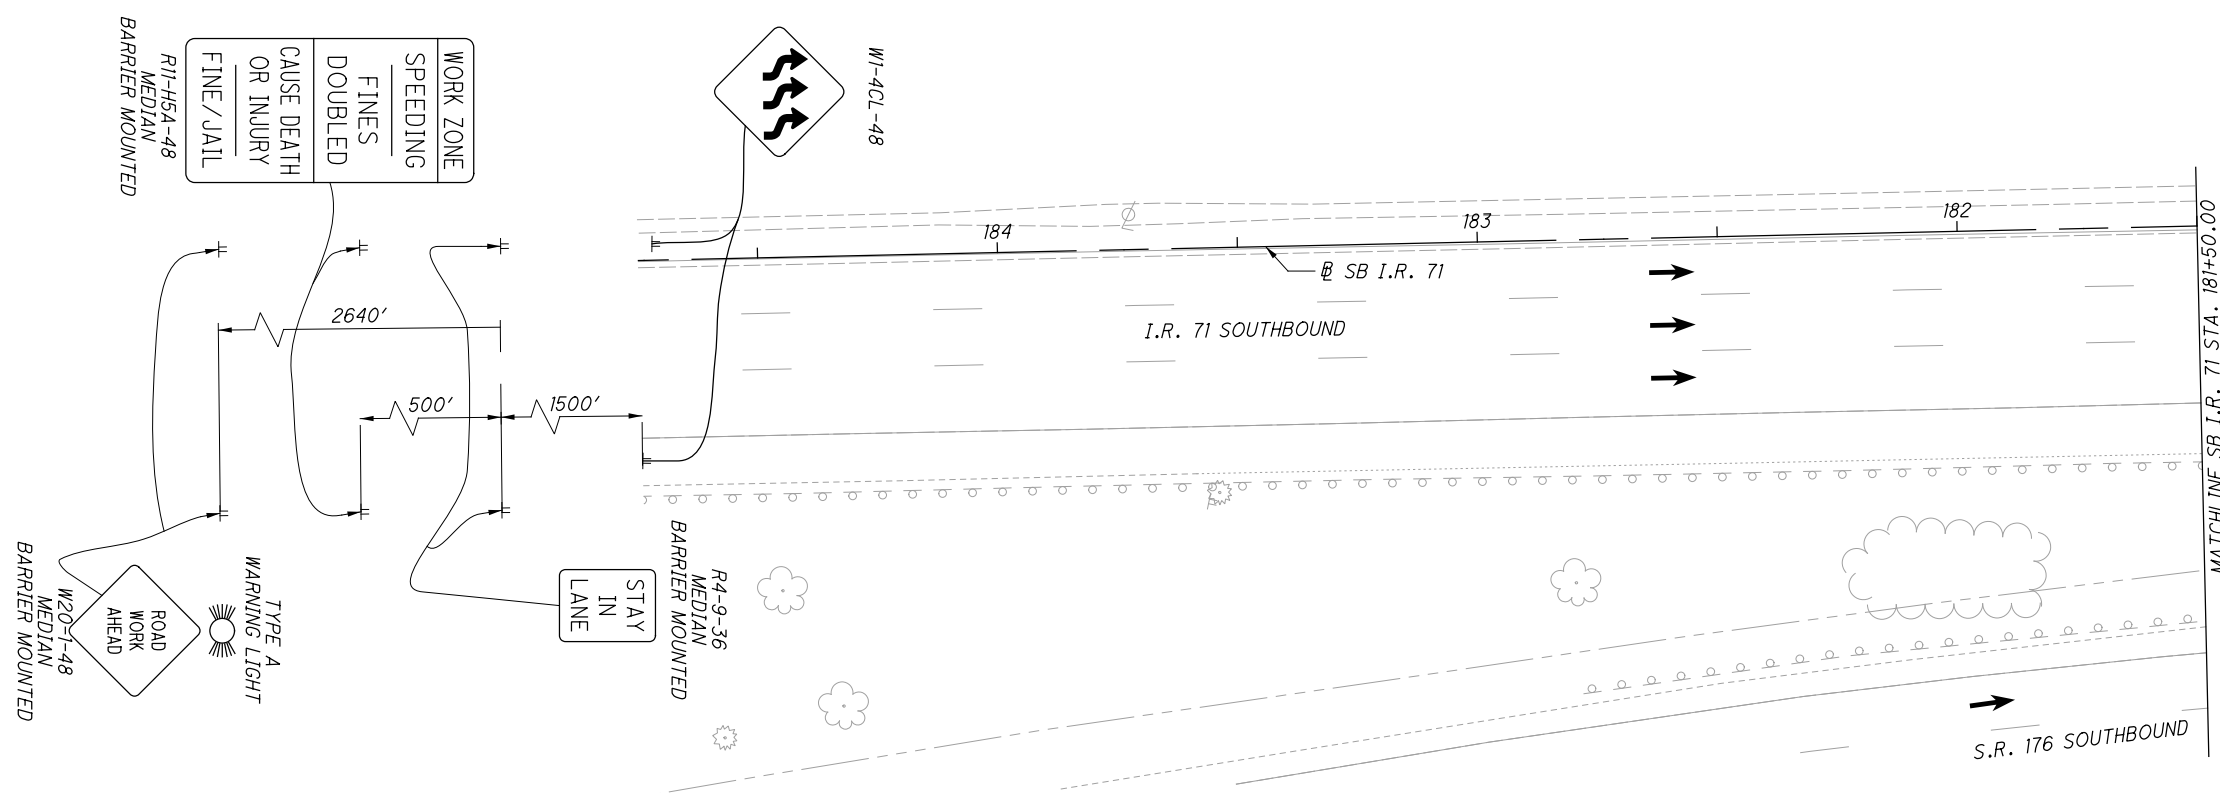 WORK ZONE
SPEEDING
FINES
DOUBLED
CAUSE DEATH
OR INJURY
FINE/JAIL
R11-H5A-48
MEDIAN
BARRIER MOUNTED
W1-4CL-48
184
183
182
℄ SB I.R. 71
I.R. 71 SOUTHBOUND
2640'
500'
1500'
STAY
IN
LANE
R4-9-36
MEDIAN
BARRIER MOUNTED
TYPE A
WARNING LIGHT
ROAD
WORK
AHEAD
W20-1-48
MEDIAN
BARRIER MOUNTED
S.R. 176 SOUTHBOUND
MATCHLINE SB I.R. 71 STA. 181+50.00